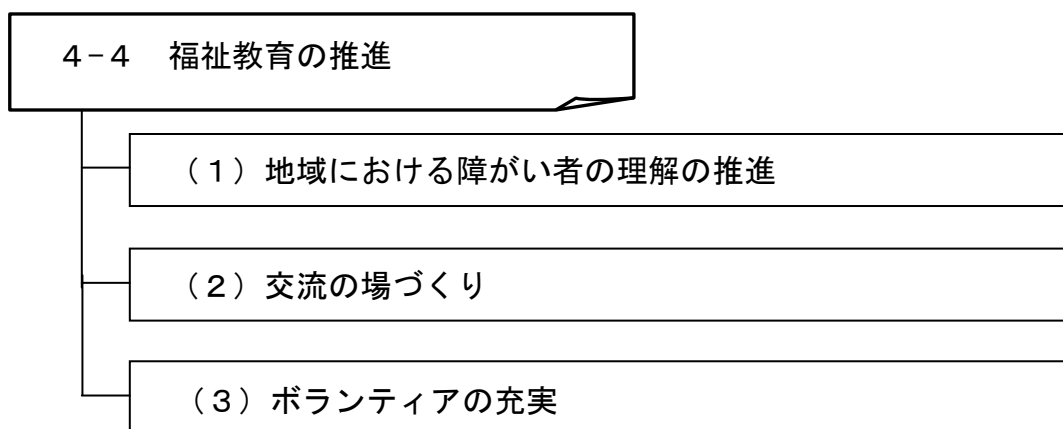 ４－４　福祉教育の推進
（１）地域における障がい者の理解の推進
（２）交流の場づくり
（３）ボランティアの充実